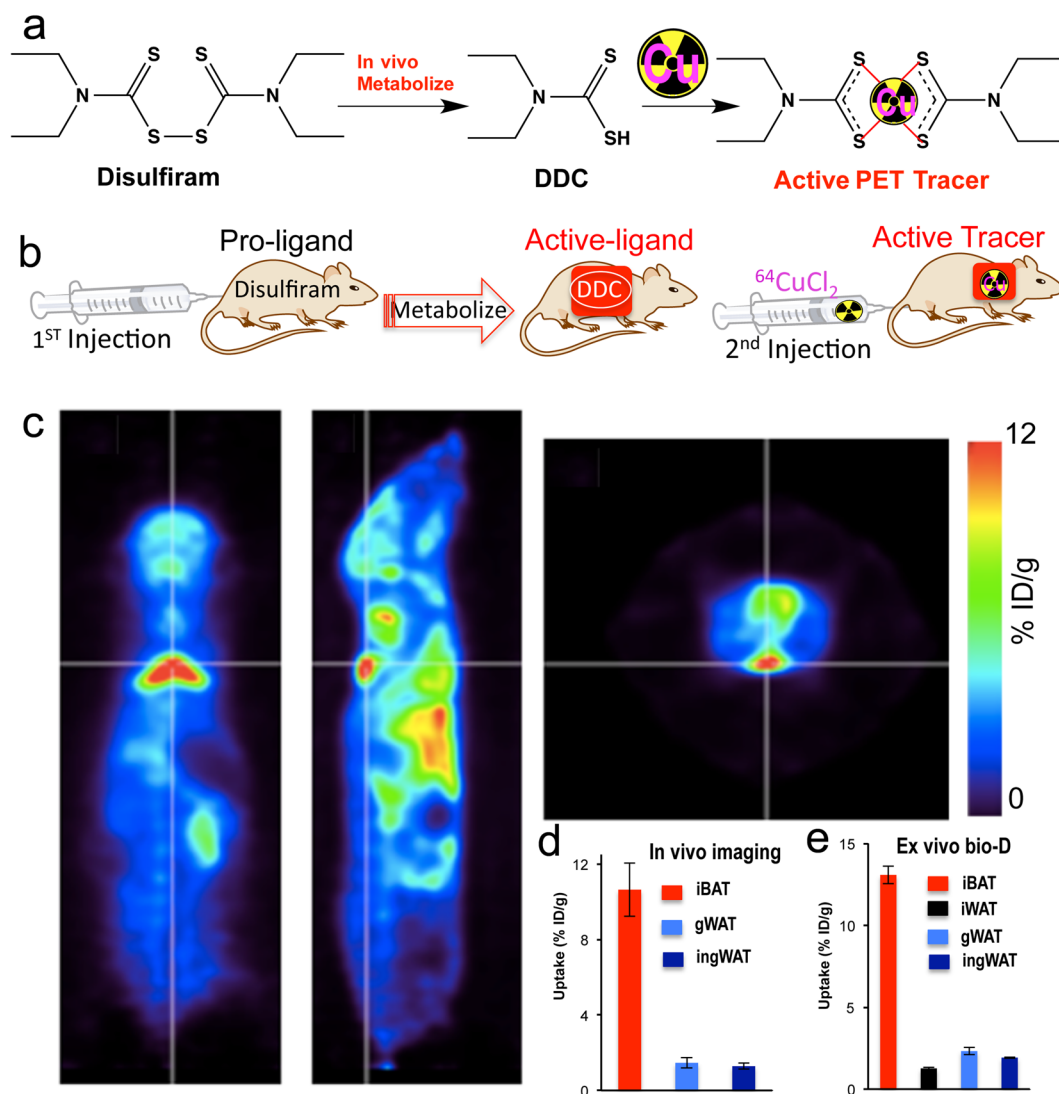 a
S
S
N
N
S
S
In vivo
Metabolize
S
N
SH
Cu
S
S
N
Cu
N
S
S
Disulfiram
DDC
Active PET Tracer
b
Pro-ligand
Disulfiram
1ST Injection
Metabolize
Active-ligand
DDC
64CuCl2
2nd Injection
Active Tracer
Cu
c
12
% ID/g
0
d
In vivo imaging
Uptake (% ID/g)
12
8
4
0
iBAT
gWAT
ingWAT
e
Ex vivo bio-D
Uptake (% ID/g)
15
10
5
0
iBAT
iWAT
gWAT
ingWAT